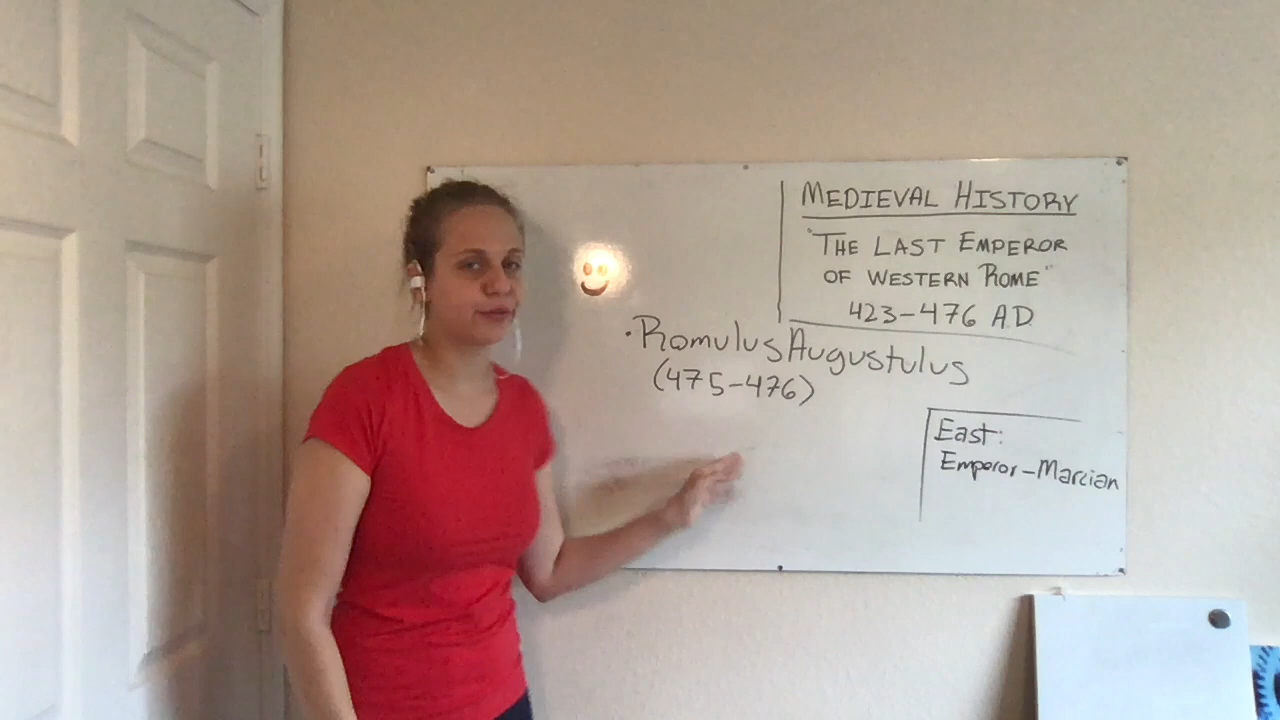 MEDIEVAL HISTORY
"THE LAST EMPEROR
OF WESTERN ROME"
423-476 AD
· Romulus Augustulus
(475-476)
East:
Emperor-Marcian